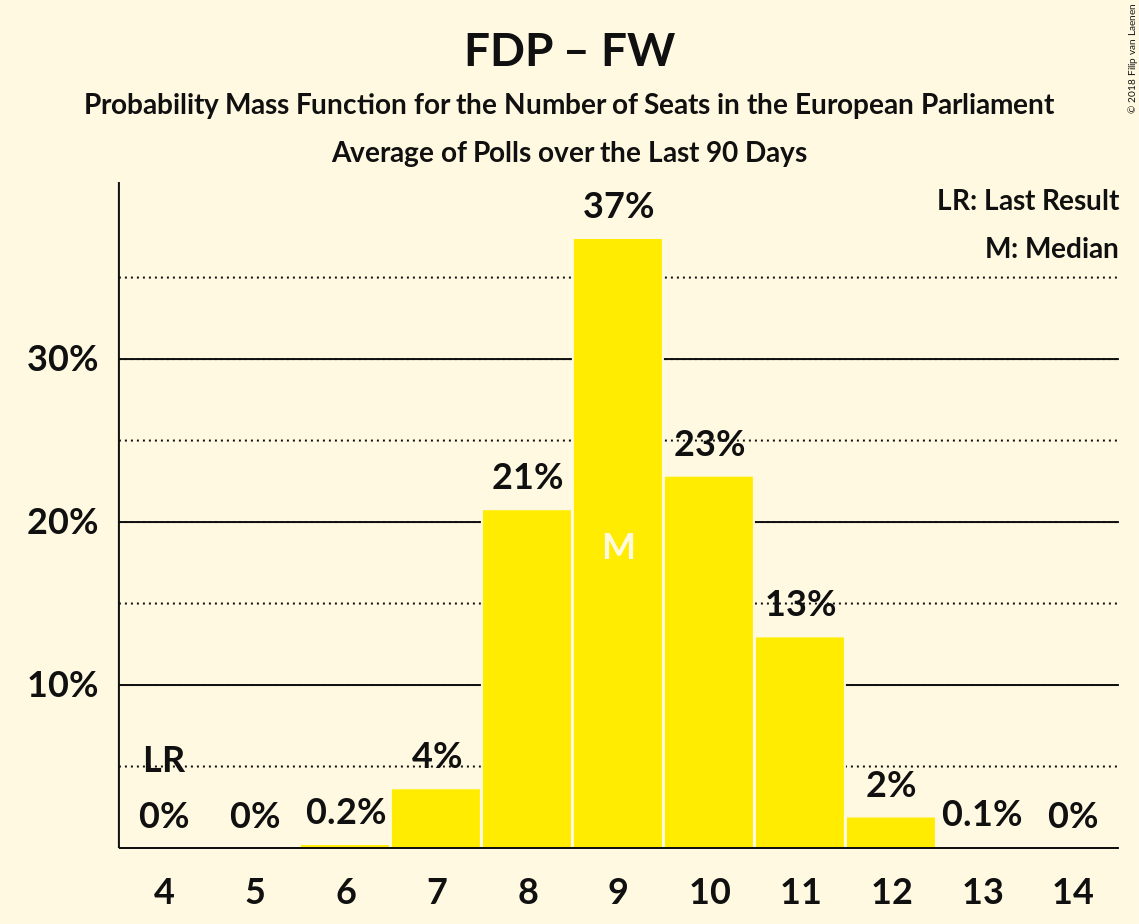 FDP – FW
Probability Mass Function for the Number of Seats in the European Parliament
Average of Polls over the Last 90 Days
© 2018 Filip van Laenen
LR: Last Result
M: Median
37%
30%
23%
21%
20%
M
13%
10%
LR
4%
2%
0%
0%
0.2%
0.1%
0%
4 5 6 7 8 9 10 11 12 13 14